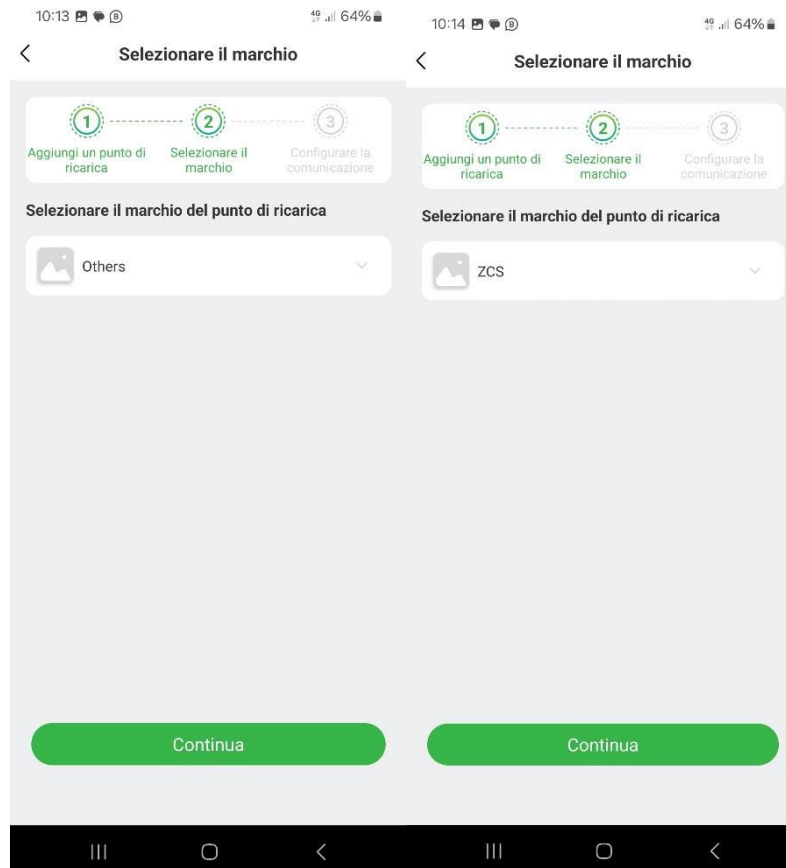 10:13
4G 64%
Selezionare il marchio
1
2
3
Aggiungi un punto di
ricarica
Selezionare il
marchio
Configurare la
comunicazione
Selezionare il marchio del punto di ricarica
Others
Continua
10:14
4G 64%
Selezionare il marchio
1
2
3
Aggiungi un punto di
ricarica
Selezionare il
marchio
Configurare la
comunicazione
Selezionare il marchio del punto di ricarica
ZCS
Continua